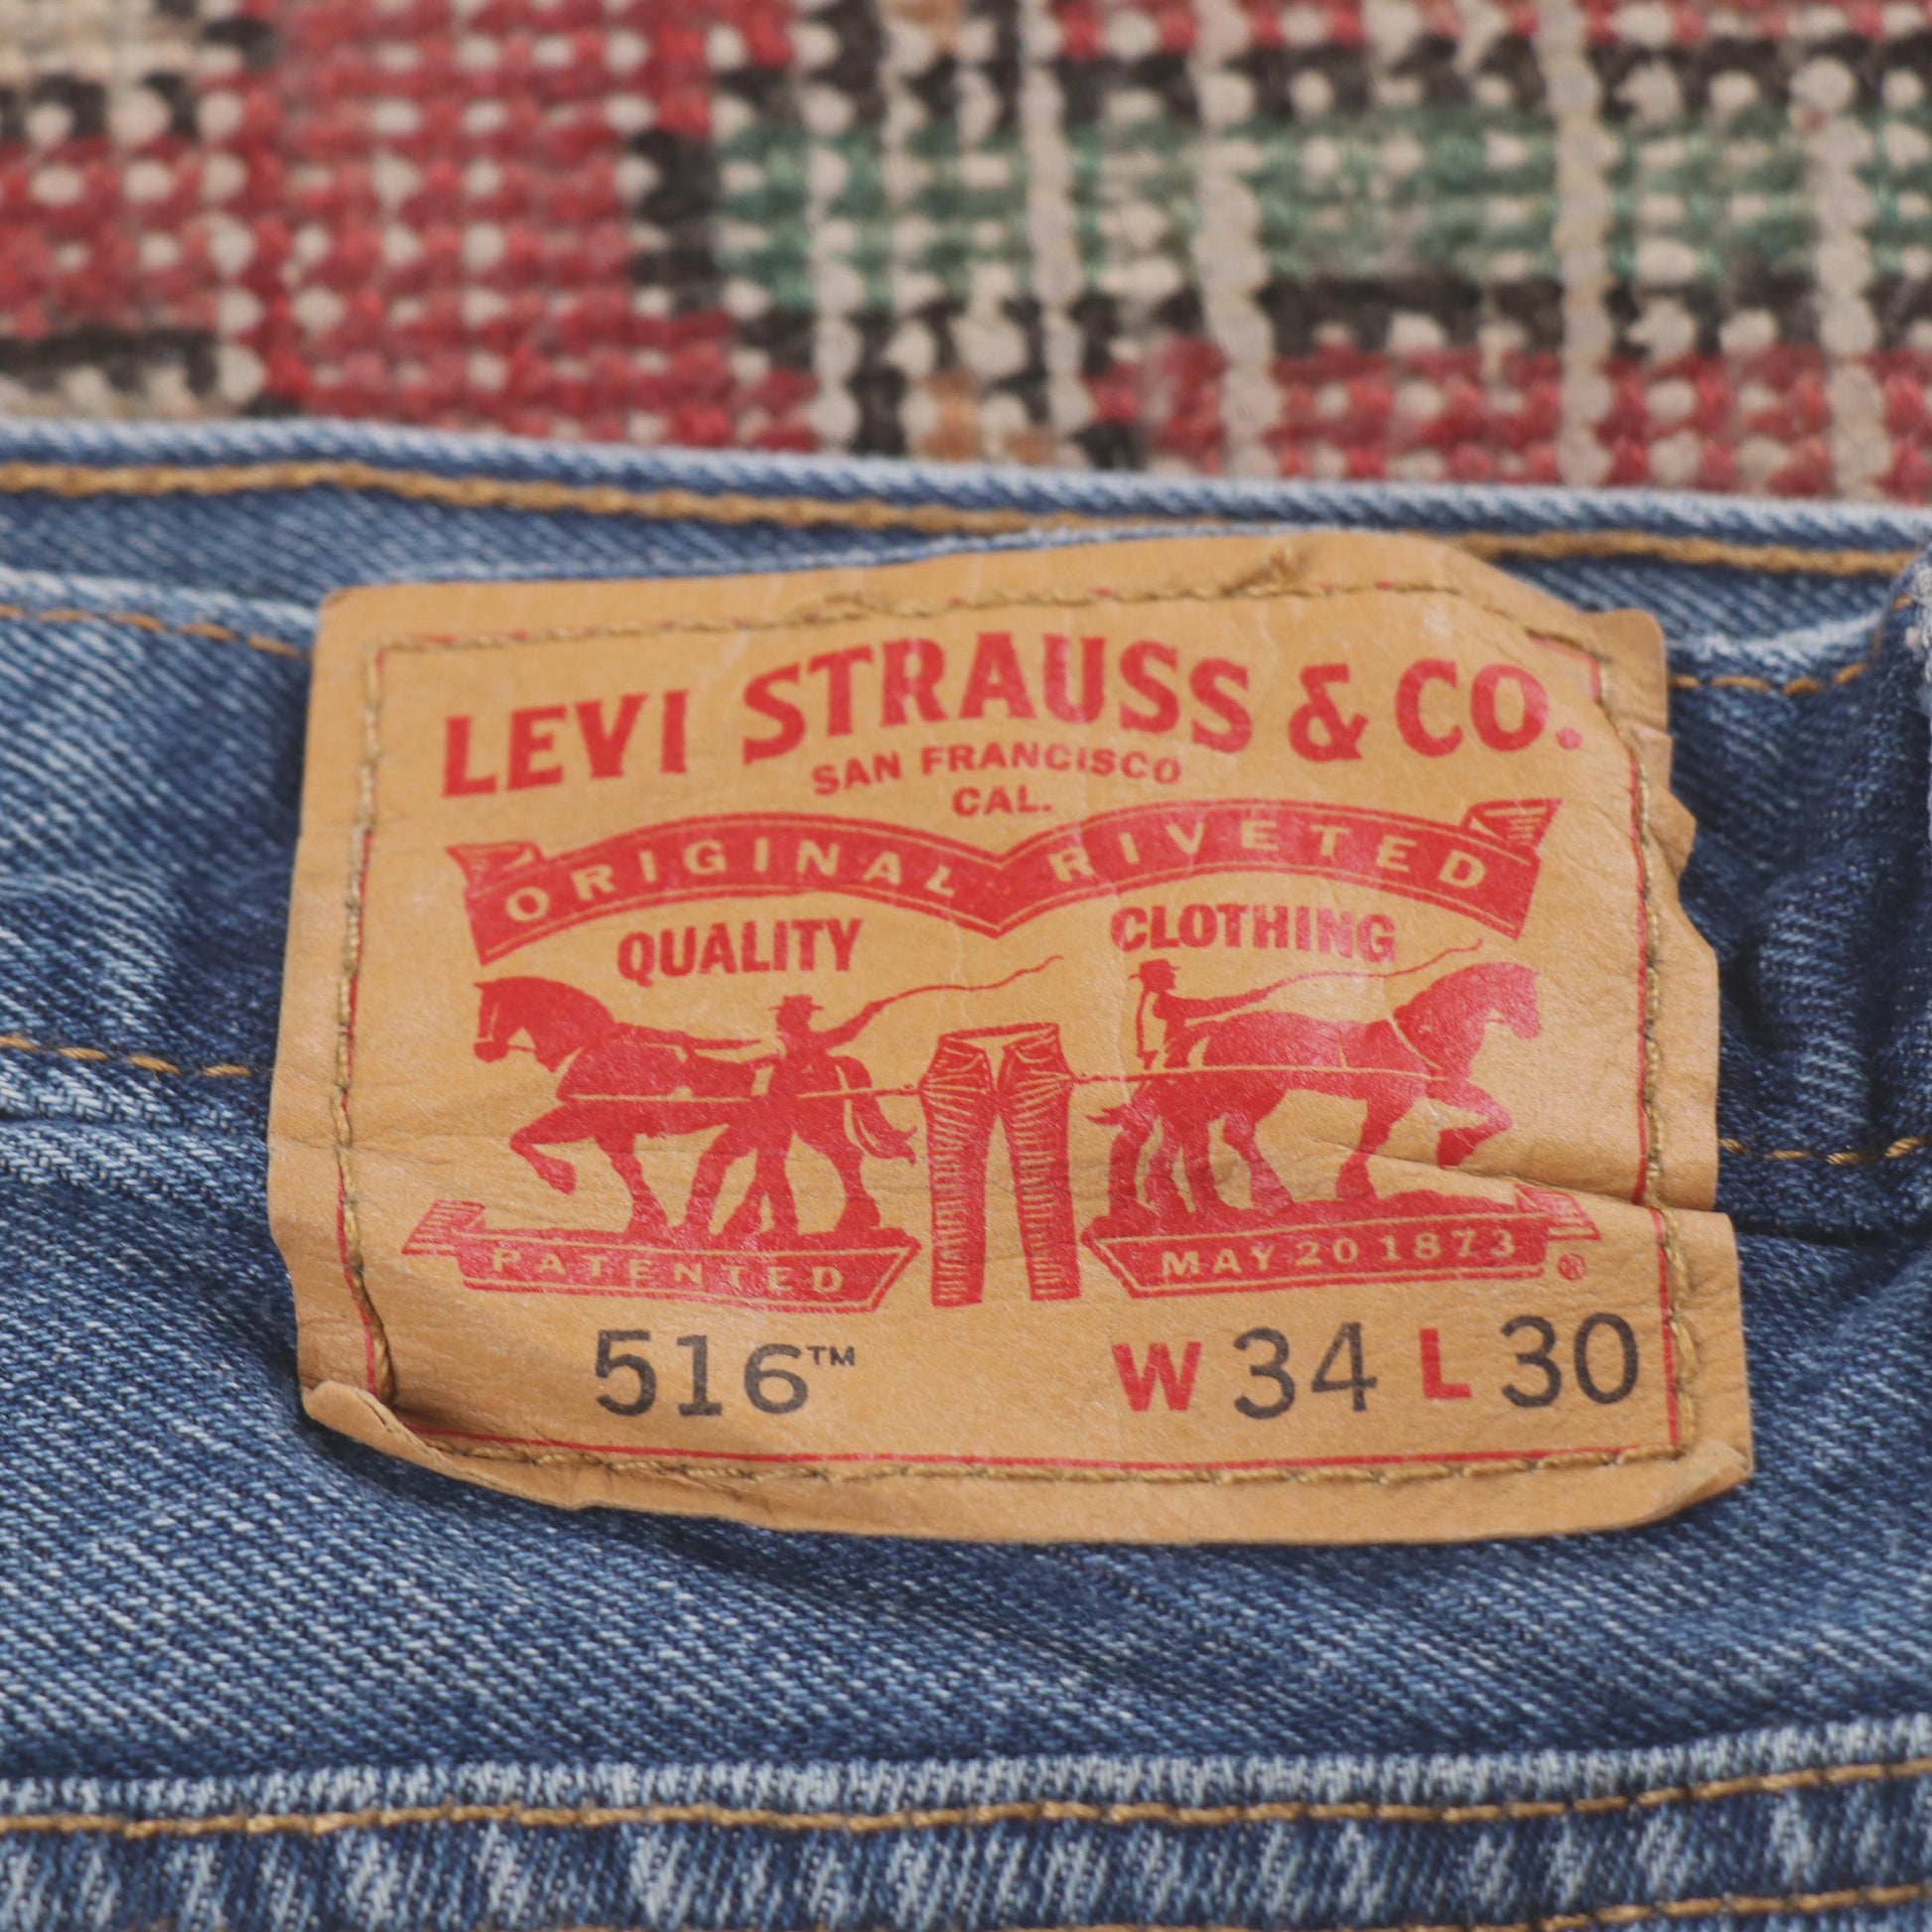 LEVI STRAUSS & CO.
SAN FRANCISCO
CAL.
ORIGINAL RIVETED
QUALITY CLOTHING
PATENTED MAY 20 1873 ®
516™ W 34 L 30